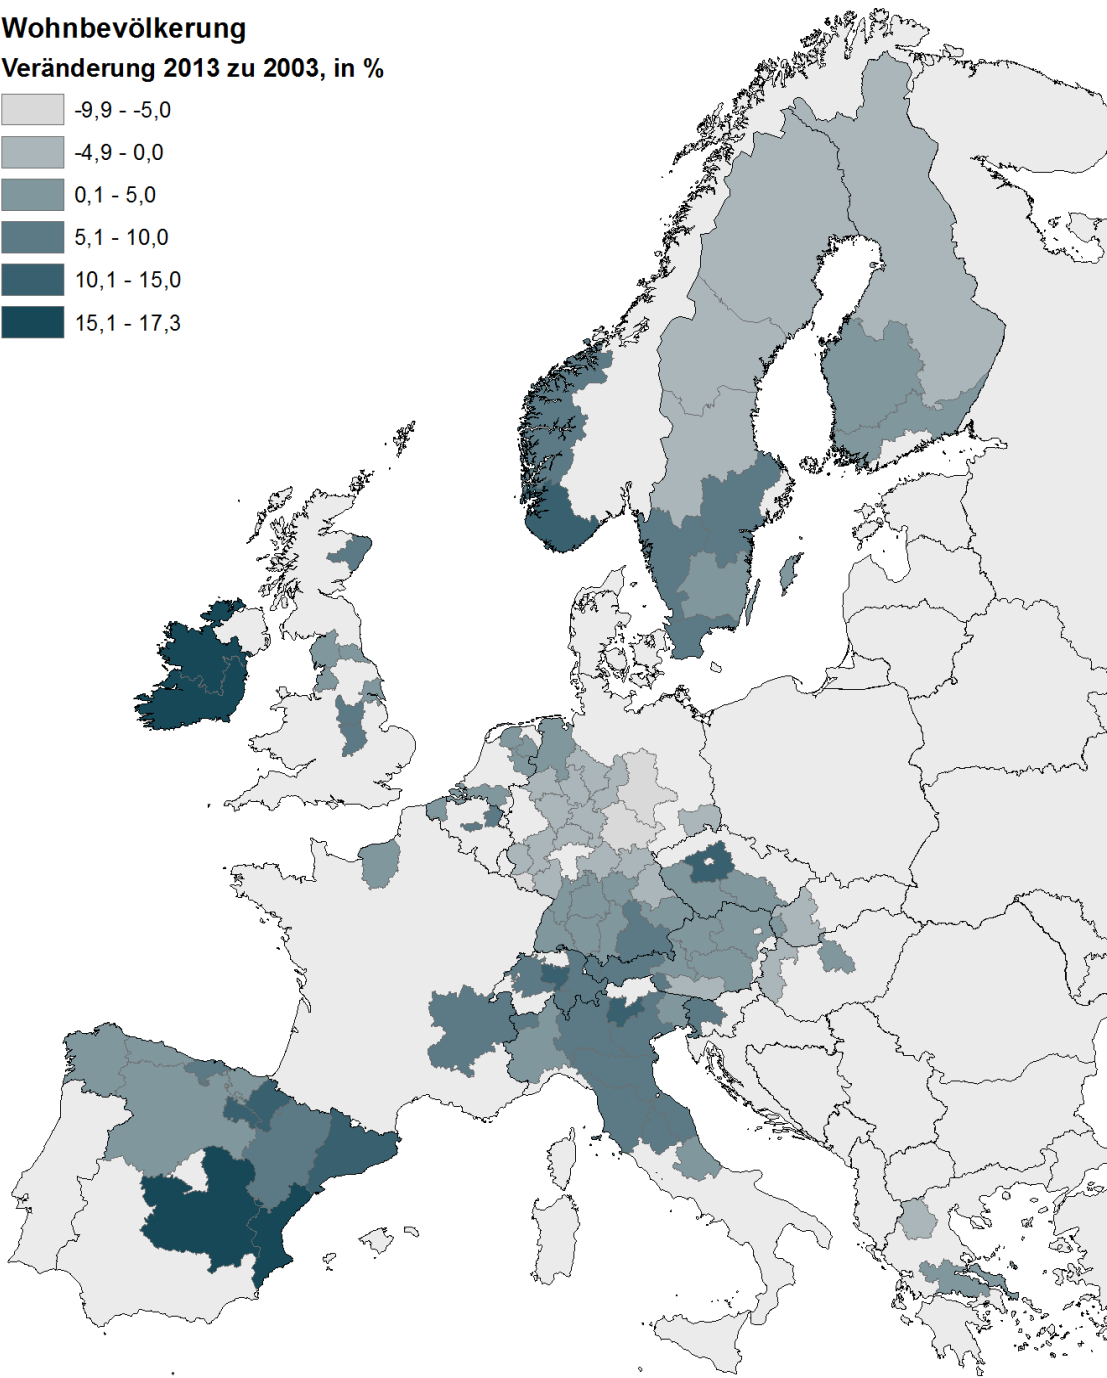 Wohnbevölkerung
Veränderung 2013 zu 2003, in %
-9,9 - -5,0
-4,9 - 0,0
0,1 - 5,0
5,1 - 10,0
10,1 - 15,0
15,1 - 17,3